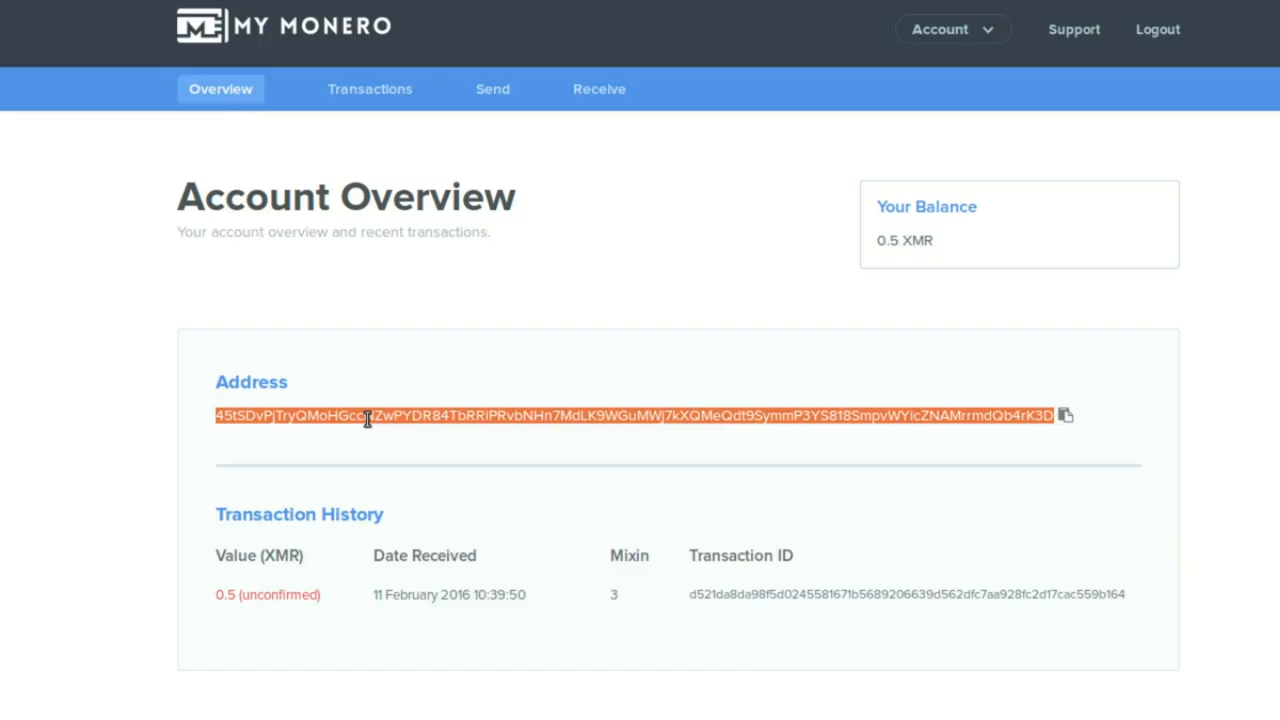 MY MONERO
Account
Support
Logout
Overview
Transactions
Send
Receive
Account Overview
Your account overview and recent transactions.
Your Balance
0.5 XMR
Address
Transaction History
Value (XMR)
Date Received
Mixin
Transaction ID
0.5 (unconfirmed)
11 February 2016 10:39:50
3
d521da8da98f5d0245581671b5689206639d562dfc7aa928fc2d17cac559b164